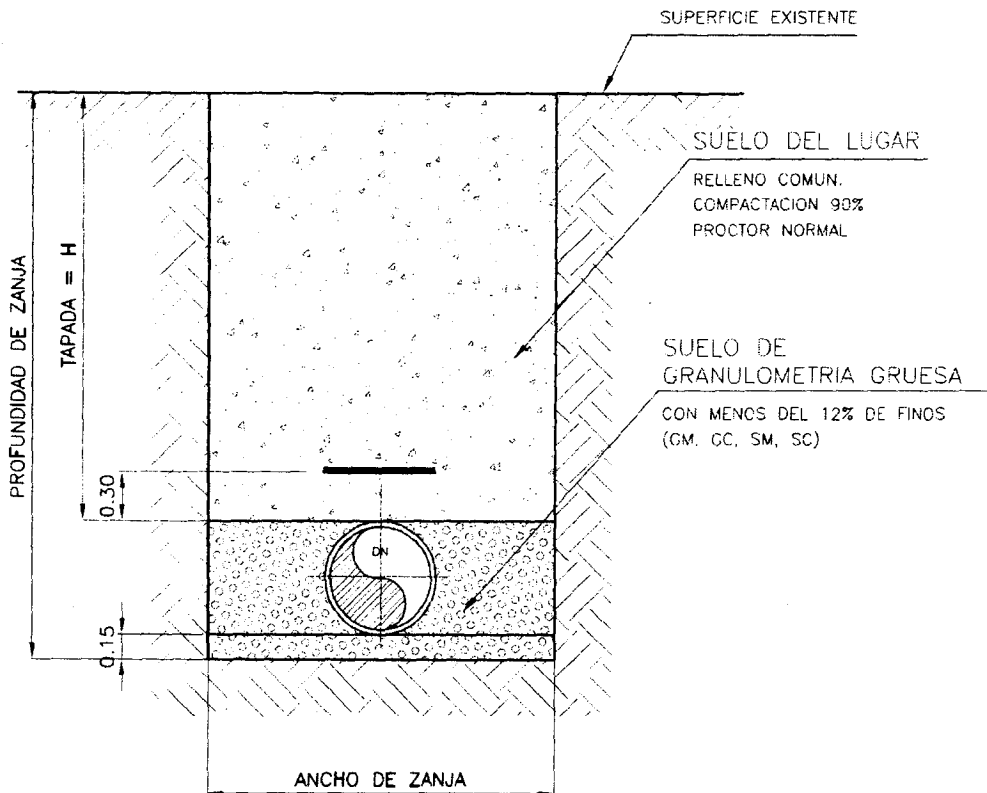 SUPERFICIE EXISTENTE
SUELO DEL LUGAR
RELLENO COMUN.
COMPACTACION 90%
PROCTOR NORMAL
PROFUNDIDAD DE ZANJA
TAPADA = H
SUELO DE
GRANULOMETRIA GRUESA
CON MENOS DEL 12% DE FINOS
(GM, GC, SM, SC)
0.30
DN
0.15
ANCHO DE ZANJA